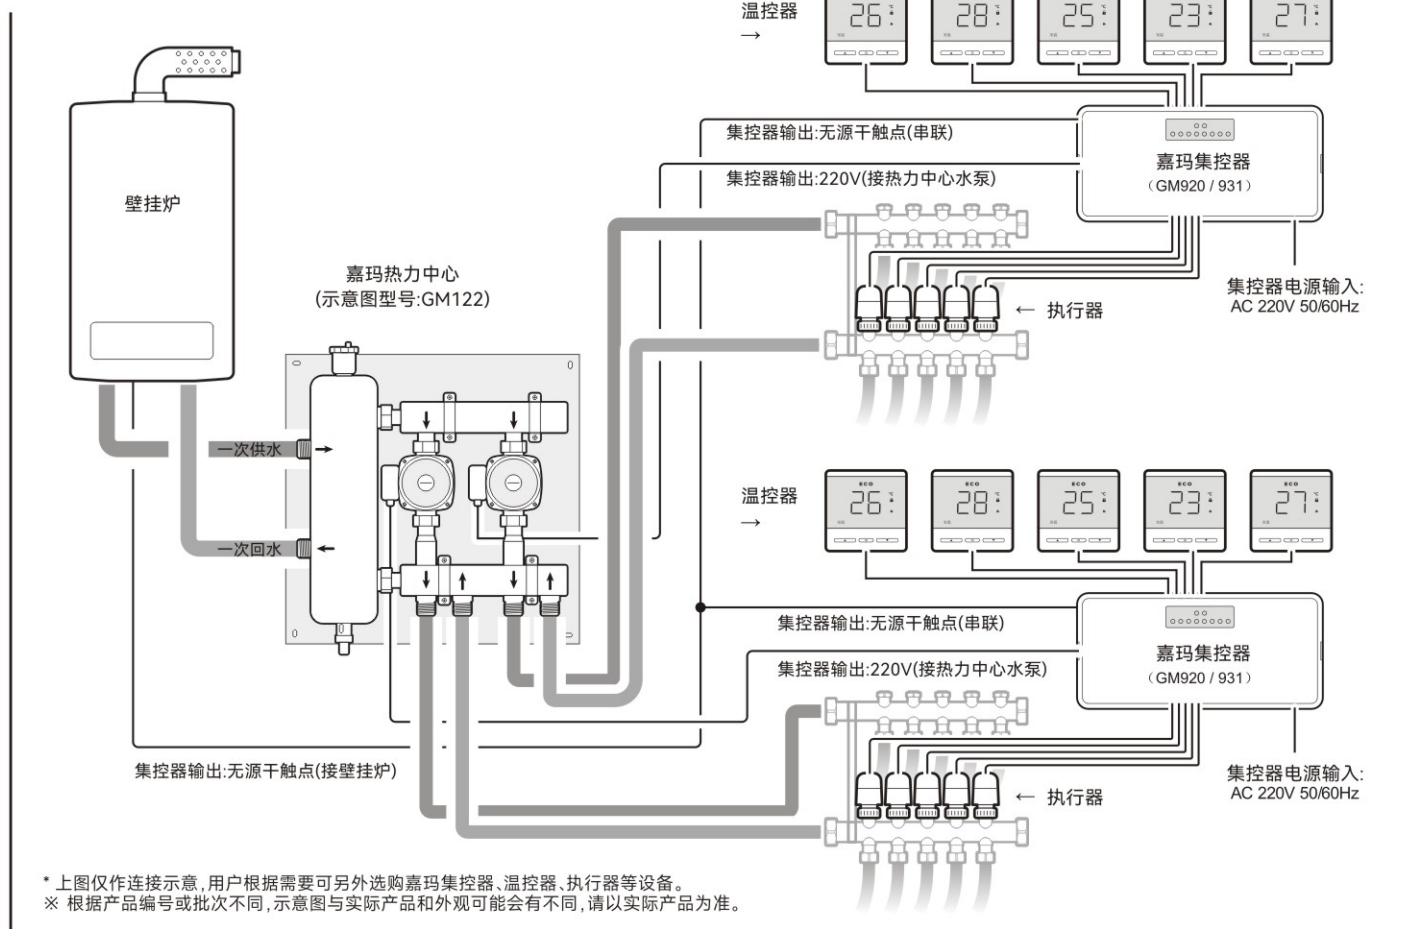 温控器
→
26 28 25 23 27
集控器输出:无源干触点(串联)
嘉玛集控器
（GM920 / 931）
集控器输出:220V(接热力中心水泵)
壁挂炉
嘉玛热力中心
(示意图型号:GM122)
集控器电源输入:
AC 220V 50/60Hz
← 执行器
一次供水
一次回水
温控器
→
ECO ECO ECO ECO ECO
26 28 25 23 27
集控器输出:无源干触点(串联)
嘉玛集控器
（GM920 / 931）
集控器输出:220V(接热力中心水泵)
集控器输出:无源干触点(接壁挂炉)
集控器电源输入:
AC 220V 50/60Hz
← 执行器
* 上图仅作连接示意,用户根据需要可另外选购嘉玛集控器、温控器、执行器等设备。
※ 根据产品编号或批次不同,示意图与实际产品和外观可能会有不同,请以实际产品为准。